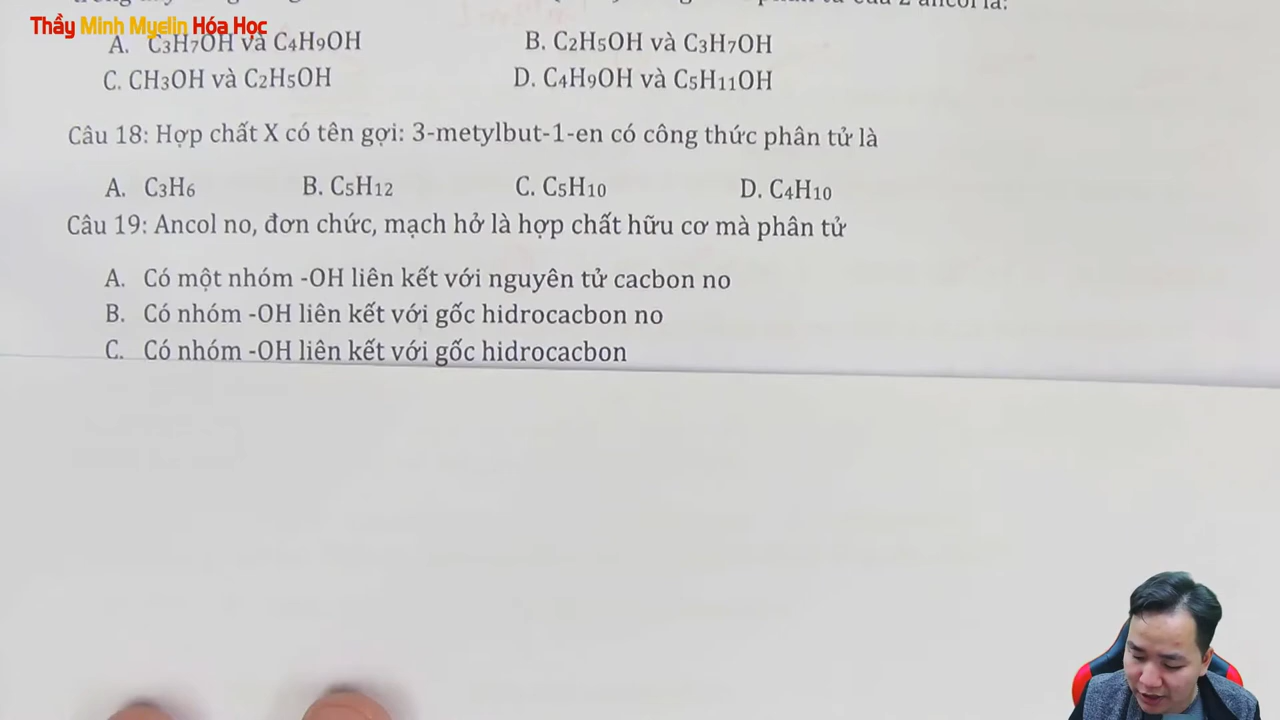 Thầy Minh Myelin Hóa Học
ancol là:
A. C3H7OH và C4H9OH B. C2H5OH và C3H7OH
C. CH3OH và C2H5OH D. C4H9OH và C5H11OH
Câu 18: Hợp chất X có tên gợi: 3-metylbut-1-en có công thức phân tử là
A. C3H6 B. C5H12 C. C5H10 D. C4H10
Câu 19: Ancol no, đơn chức, mạch hở là hợp chất hữu cơ mà phân tử
A. Có một nhóm -OH liên kết với nguyên tử cacbon no
B. Có nhóm -OH liên kết với gốc hidrocacbon no
C. Có nhóm -OH liên kết với gốc hidrocacbon